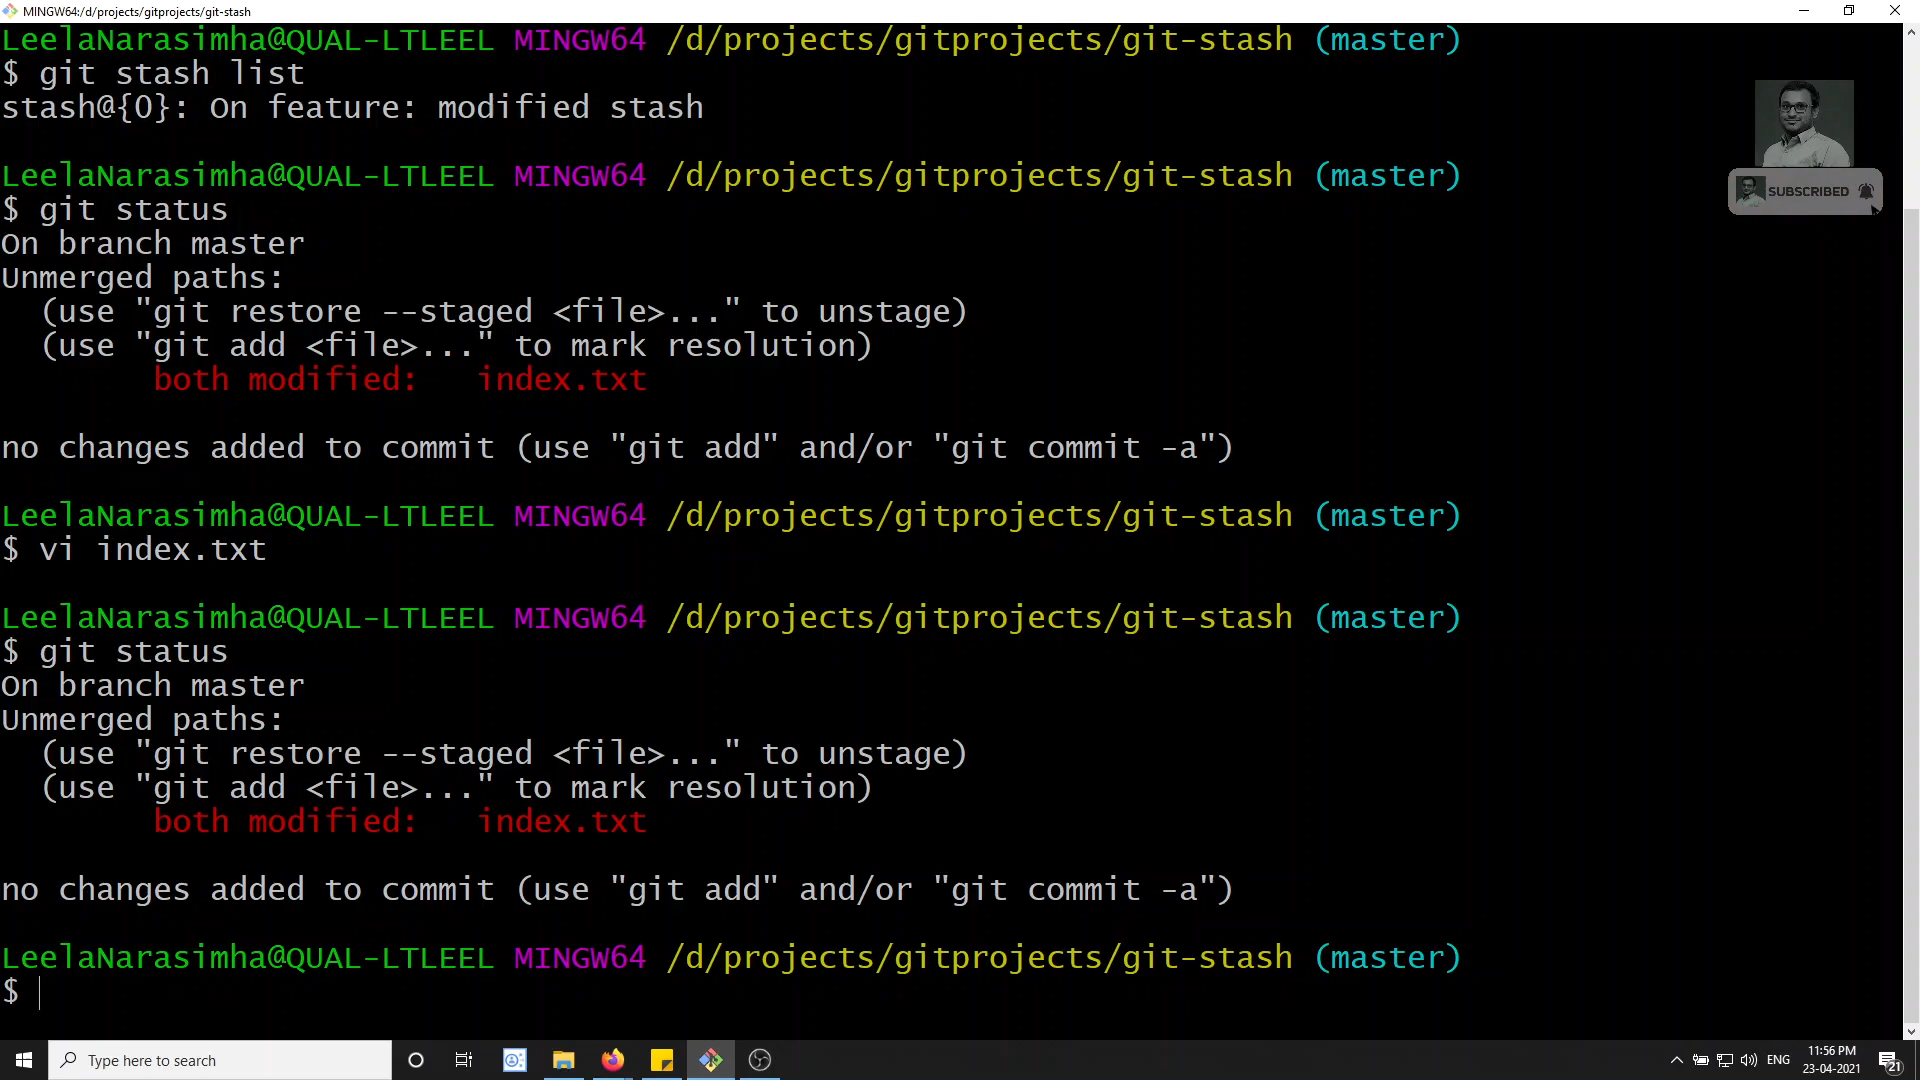 MINGW64:/d/projects/gitprojects/git-stash
LeelaNarasimha@QUAL-LTLEEL MINGW64 /d/projects/gitprojects/git-stash (master)
$ git stash list
stash@{0}: On feature: modified stash
LeelaNarasimha@QUAL-LTLEEL MINGW64 /d/projects/gitprojects/git-stash (master)
SUBSCRIBED
$ git status
On branch master
Unmerged paths:
  (use "git restore --staged <file>..." to unstage)
  (use "git add <file>..." to mark resolution)
        both modified:   index.txt
no changes added to commit (use "git add" and/or "git commit -a")
LeelaNarasimha@QUAL-LTLEEL MINGW64 /d/projects/gitprojects/git-stash (master)
$ vi index.txt
LeelaNarasimha@QUAL-LTLEEL MINGW64 /d/projects/gitprojects/git-stash (master)
$ git status
On branch master
Unmerged paths:
  (use "git restore --staged <file>..." to unstage)
  (use "git add <file>..." to mark resolution)
        both modified:   index.txt
no changes added to commit (use "git add" and/or "git commit -a")
LeelaNarasimha@QUAL-LTLEEL MINGW64 /d/projects/gitprojects/git-stash (master)
$
Type here to search
ENG
11:56 PM
23-04-2021
21